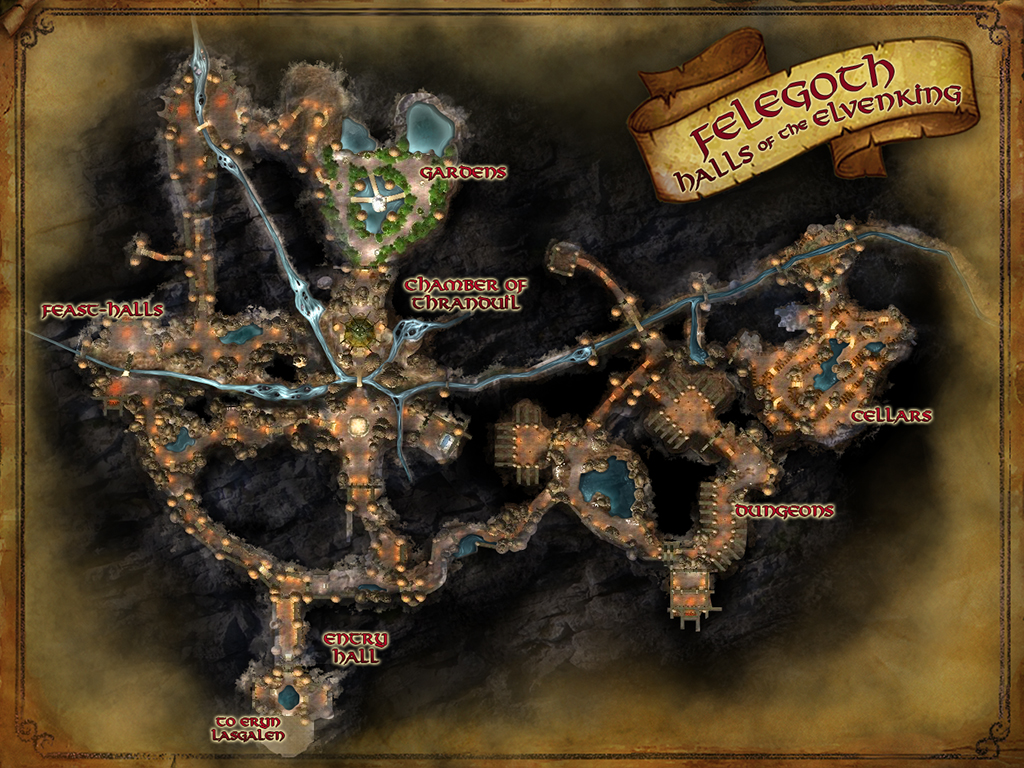 FELEGOTH
HALLS OF THE ELVENKING
GARDENS
CHAMBER OF
THRANDUIL
FEAST-HALLS
CELLARS
DUNGEONS
ENTRY
HALL
TO ERYN
LASGALEN